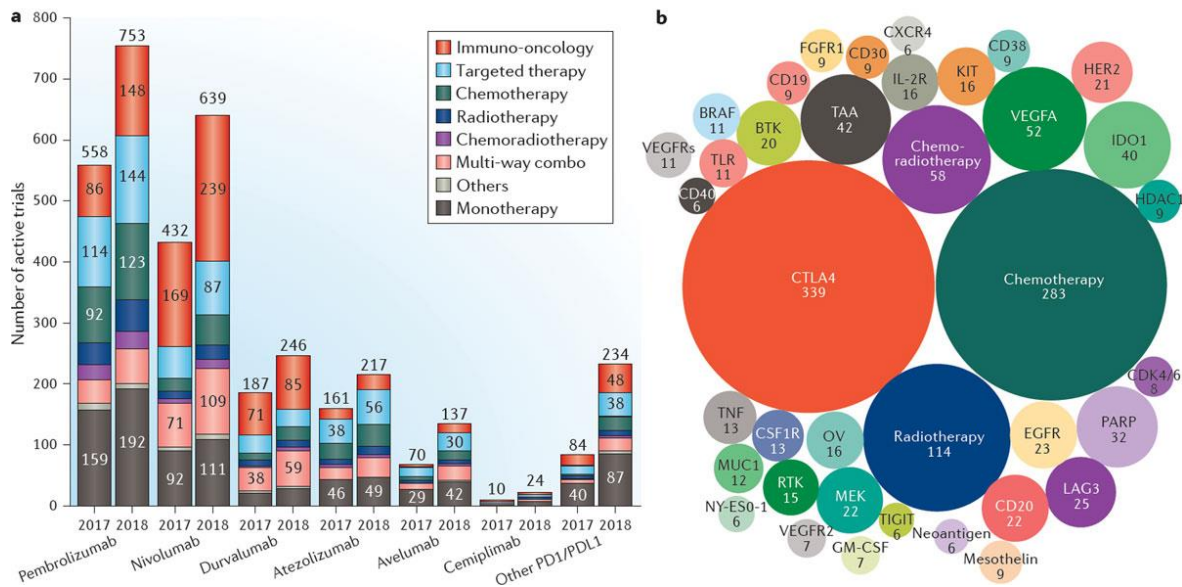 a
800
700
600
500
400
300
200
100
0
Number of active trials
558
86
114
92
159
753
148
144
123
192
432
169
71
92
639
239
87
109
111
187
71
38
246
85
59
161
38
46
217
56
49
70
29
137
30
42
10
24
84
40
234
48
38
87
2017 2018 2017 2018 2017 2018 2017 2018 2017 2018 2017 2018 2017 2018
Pembrolizumab
Nivolumab
Durvalumab
Atezolizumab
Avelumab
Cemiplimab
Other PD1/PDL1
Immuno-oncology
Targeted therapy
Chemotherapy
Radiotherapy
Chemoradiotherapy
Multi-way combo
Others
Monotherapy
b
CXCR4
6
FGFR1
9
CD30
9
IL-2R
16
KIT
16
CD38
9
HER2
21
CD19
9
TAA
42
VEGFA
52
BRAF
11
BTK
20
IDO1
40
VEGFRs
11
TLR
11
Chemo-
radiotherapy
58
CD40
6
HDAC1
9
CTLA4
339
Chemotherapy
283
CDK4/6
8
TNF
13
CSF1R
13
OV
16
Radiotherapy
114
EGFR
23
PARP
32
MUC1
12
RTK
15
MEK
22
CD20
22
LAG3
25
NY-ES0-1
6
VEGFR2
7
TIGIT
6
GM-CSF
7
Neoantigen
6
Mesothelin
9